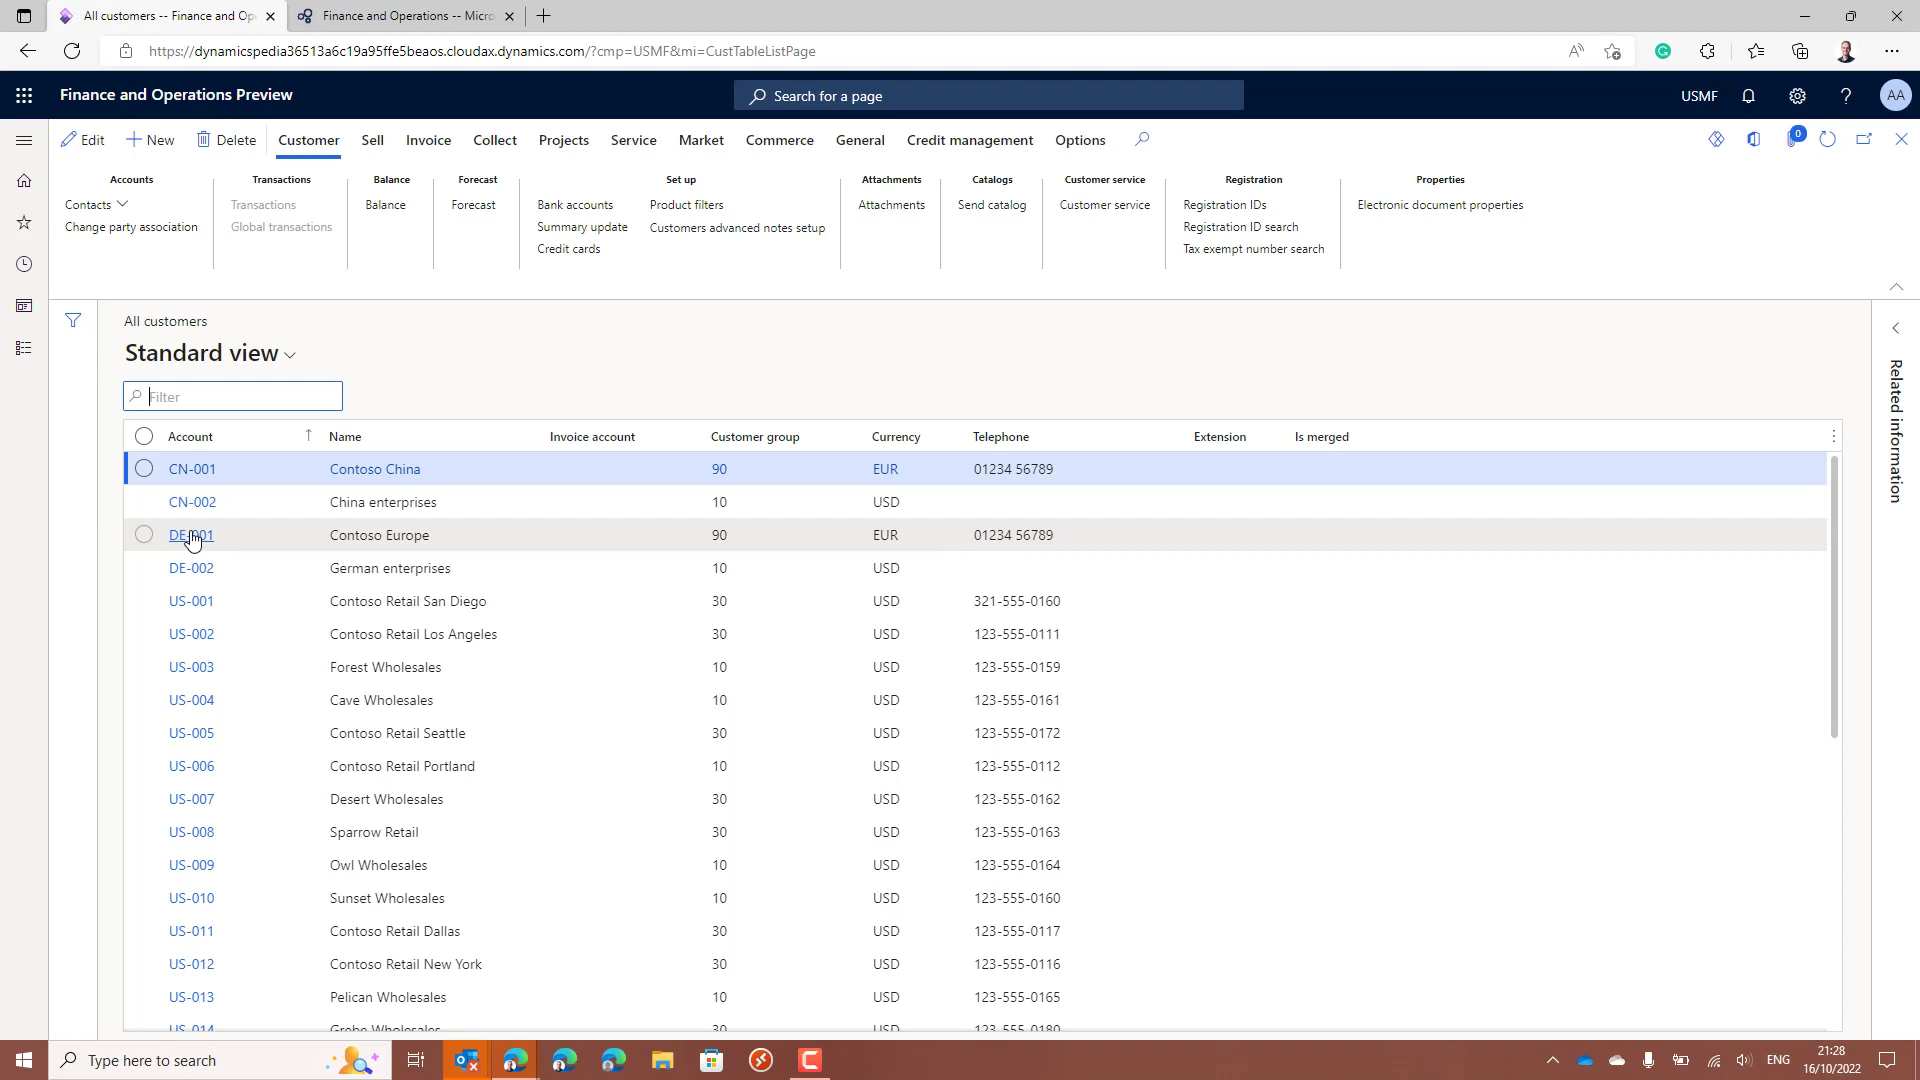 All customers -- Finance and Op
Finance and Operations -- Micro
https://dynamicspedia36513a6c19a95ffe5beaos.cloudax.dynamics.com/?cmp=USMF&mi=CustTableListPage
Finance and Operations Preview
Search for a page
USMF
AA
Edit New Delete Customer Sell Invoice Collect Projects Service Market Commerce General Credit management Options
0
Accounts Transactions Balance Forecast Set up Attachments Catalogs Customer service Registration Properties
Contacts Transactions Balance Forecast Bank accounts Product filters Attachments Send catalog Customer service Registration IDs Electronic document properties
Change party association Global transactions Summary update Customers advanced notes setup Registration ID search
Credit cards Tax exempt number search
All customers
Standard view
Filter
Related information
Account Name Invoice account Customer group Currency Telephone Extension Is merged
CN-001 Contoso China 90 EUR 01234 56789
CN-002 China enterprises 10 USD
DE-001 Contoso Europe 90 EUR 01234 56789
DE-002 German enterprises 10 USD
US-001 Contoso Retail San Diego 30 USD 321-555-0160
US-002 Contoso Retail Los Angeles 30 USD 123-555-0111
US-003 Forest Wholesales 10 USD 123-555-0159
US-004 Cave Wholesales 10 USD 123-555-0161
US-005 Contoso Retail Seattle 30 USD 123-555-0172
US-006 Contoso Retail Portland 10 USD 123-555-0112
US-007 Desert Wholesales 30 USD 123-555-0162
US-008 Sparrow Retail 30 USD 123-555-0163
US-009 Owl Wholesales 10 USD 123-555-0164
US-010 Sunset Wholesales 10 USD 123-555-0160
US-011 Contoso Retail Dallas 30 USD 123-555-0117
US-012 Contoso Retail New York 30 USD 123-555-0116
US-013 Pelican Wholesales 10 USD 123-555-0165
US-014 Grebe Wholesales 30 USD 123-555-0180
Type here to search
ENG
21:28
16/10/2022